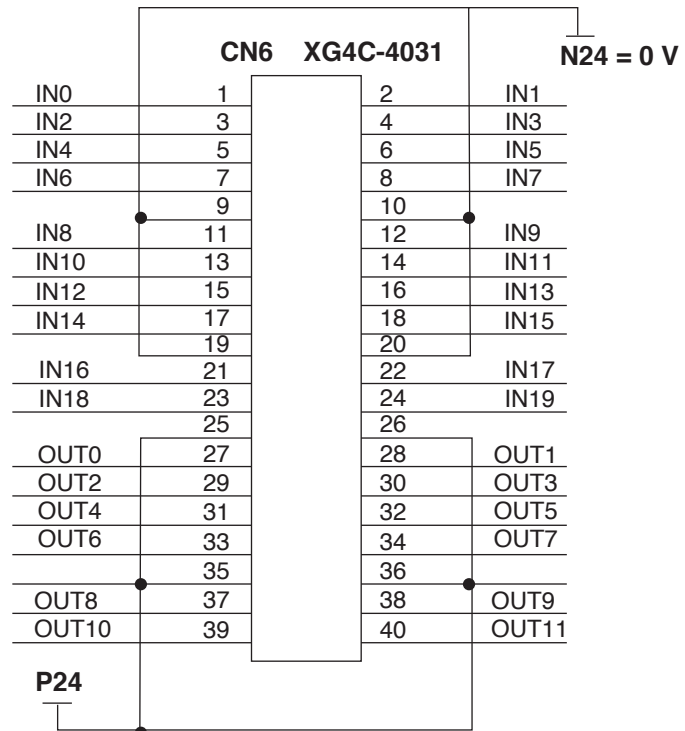 CN6 XG4C-4031
N24 = 0 V
IN0 1 2 IN1
IN2 3 4 IN3
IN4 5 6 IN5
IN6 7 8 IN7
9 10
IN8 11 12 IN9
IN10 13 14 IN11
IN12 15 16 IN13
IN14 17 18 IN15
19 20
IN16 21 22 IN17
IN18 23 24 IN19
25 26
OUT0 27 28 OUT1
OUT2 29 30 OUT3
OUT4 31 32 OUT5
OUT6 33 34 OUT7
35 36
OUT8 37 38 OUT9
OUT10 39 40 OUT11
P24